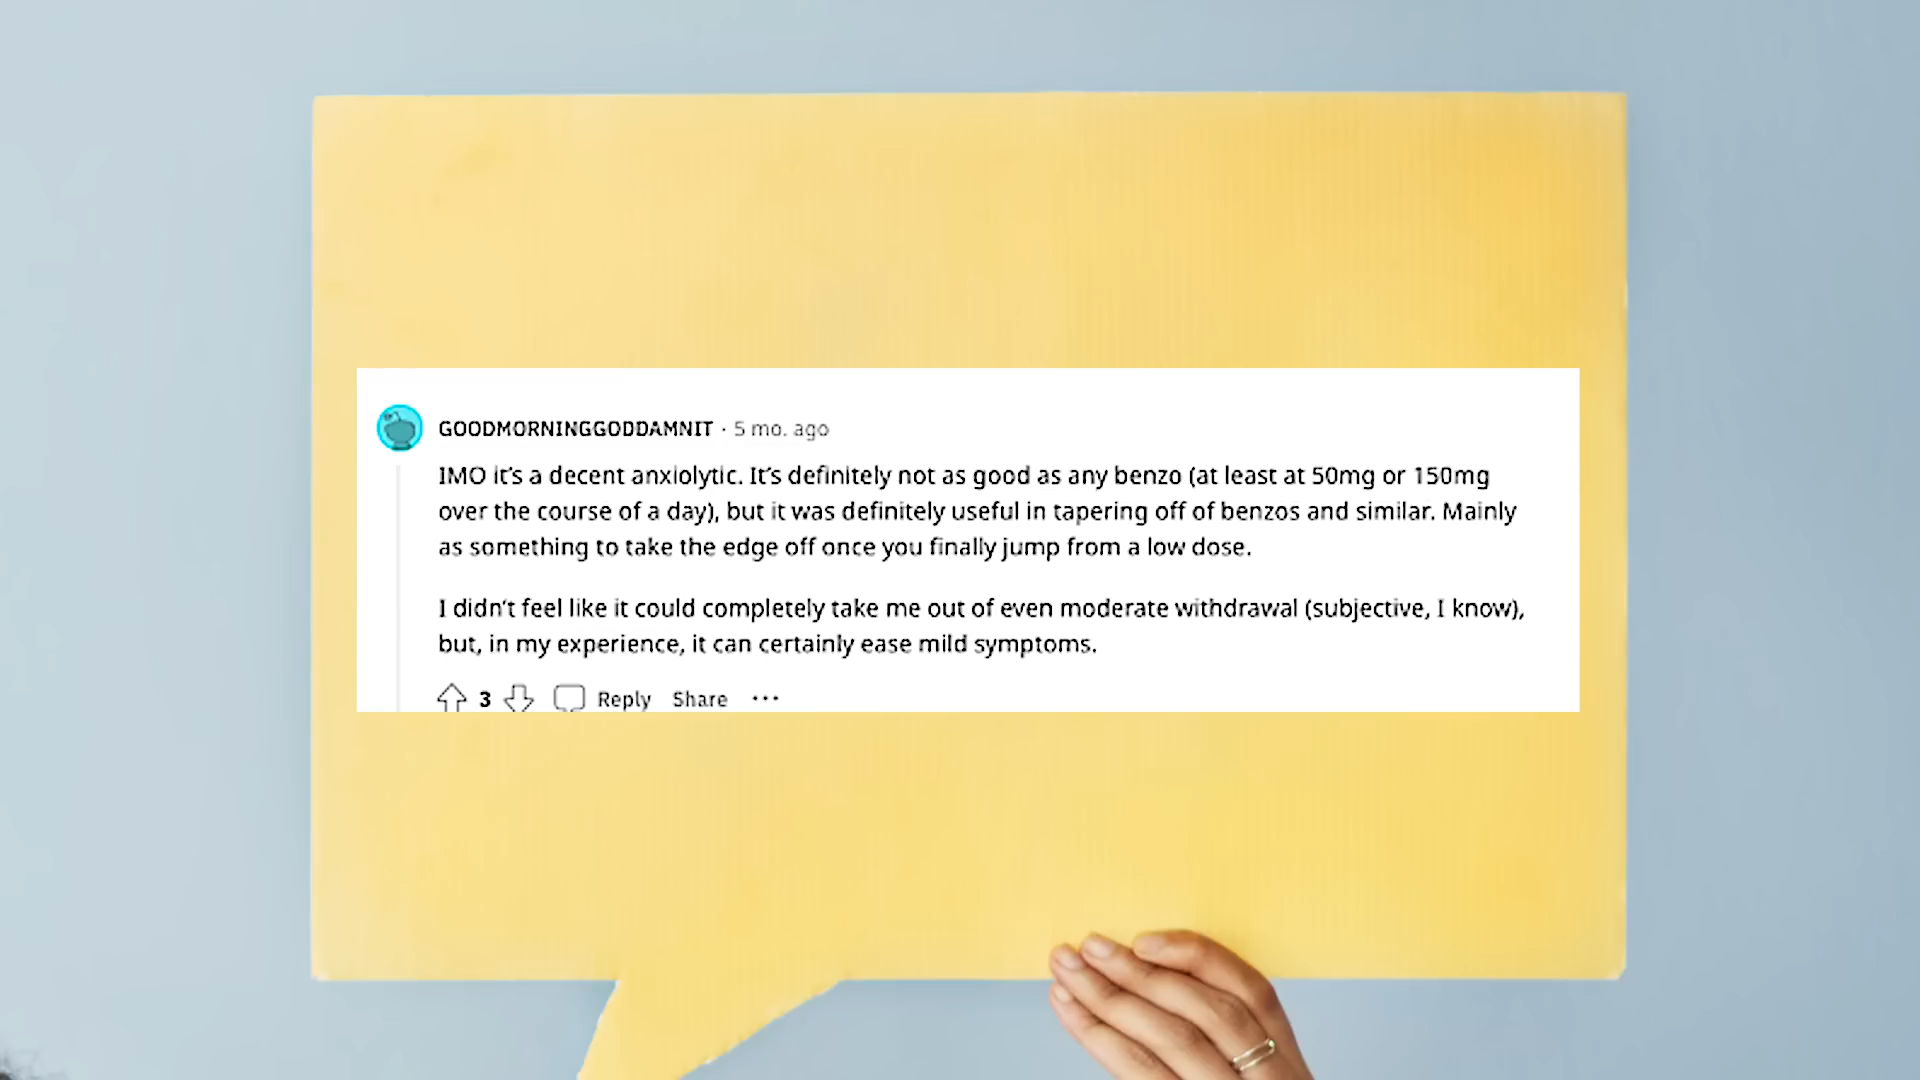 GOODMORNINGGODDAMNIT · 5 mo. ago
IMO it's a decent anxiolytic. It's definitely not as good as any benzo (at least at 50mg or 150mg
over the course of a day), but it was definitely useful in tapering off of benzos and similar. Mainly
as something to take the edge off once you finally jump from a low dose.
I didn't feel like it could completely take me out of even moderate withdrawal (subjective, I know),
but, in my experience, it can certainly ease mild symptoms.
3 Reply Share ···